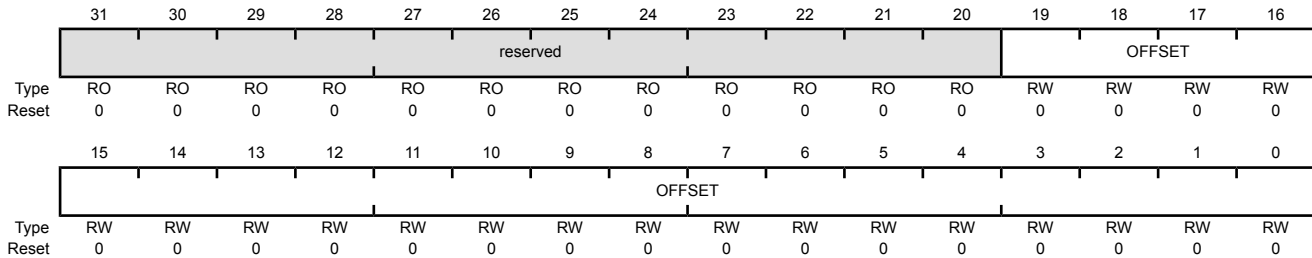 31 30 29 28 27 26 25 24 23 22 21 20 19 18 17 16
reserved OFFSET
Type RO RO RO RO RO RO RO RO RO RO RO RO RW RW RW RW
Reset 0 0 0 0 0 0 0 0 0 0 0 0 0 0 0 0
15 14 13 12 11 10 9 8 7 6 5 4 3 2 1 0
OFFSET
Type RW RW RW RW RW RW RW RW RW RW RW RW RW RW RW RW
Reset 0 0 0 0 0 0 0 0 0 0 0 0 0 0 0 0